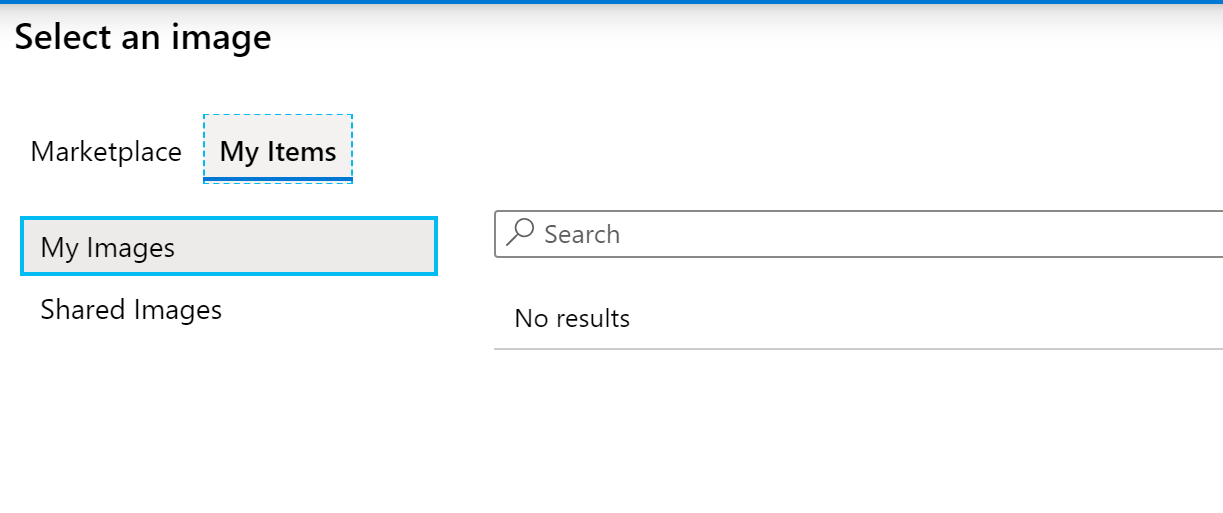 Select an image
Marketplace
My Items
My Images
Shared Images
Search
No results